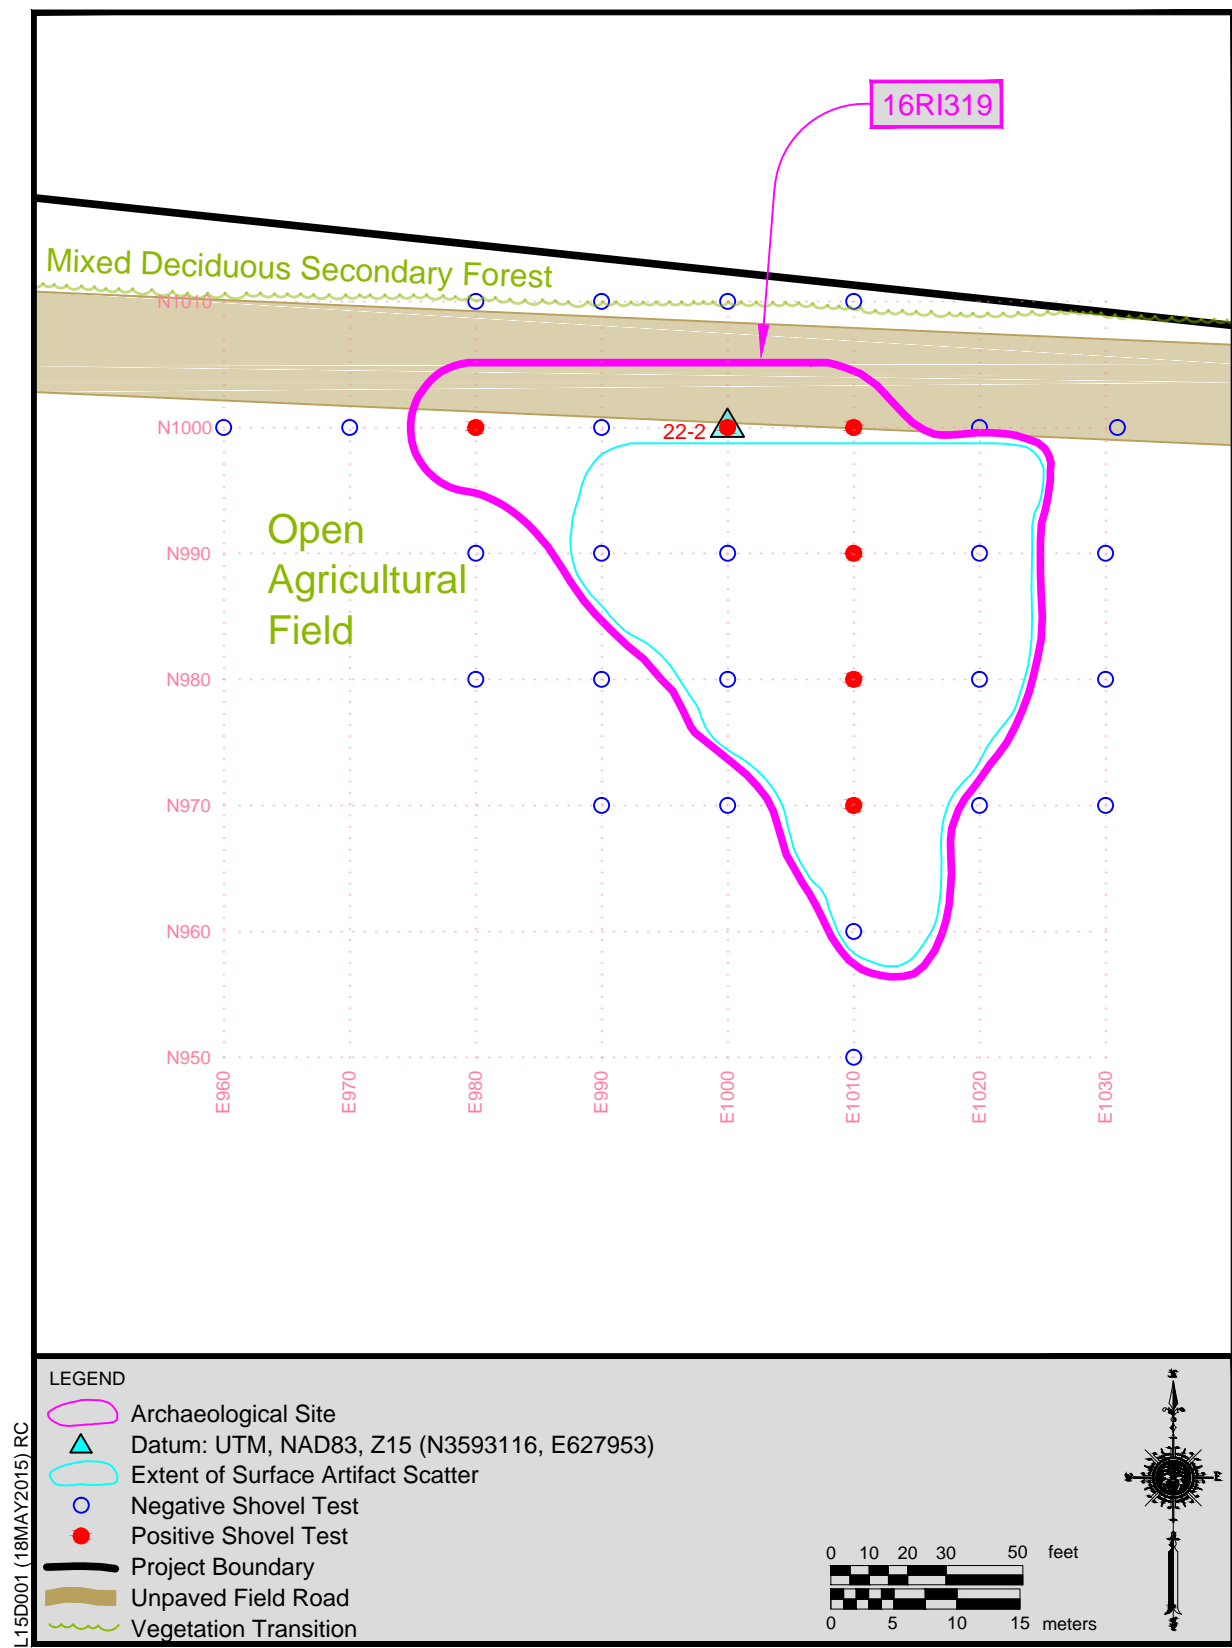 16RI319
Mixed Deciduous Secondary Forest
N1010
N1000
22-2
Open
Agricultural
Field
N990
N980
N970
N960
N950
E960
E970
E980
E990
E1000
E1010
E1020
E1030
LEGEND
Archaeological Site
Datum: UTM, NAD83, Z15 (N3593116, E627953)
Extent of Surface Artifact Scatter
Negative Shovel Test
Positive Shovel Test
Project Boundary
Unpaved Field Road
Vegetation Transition
0 10 20 30 50 feet
0 5 10 15 meters
L15D001 (18MAY2015) RC